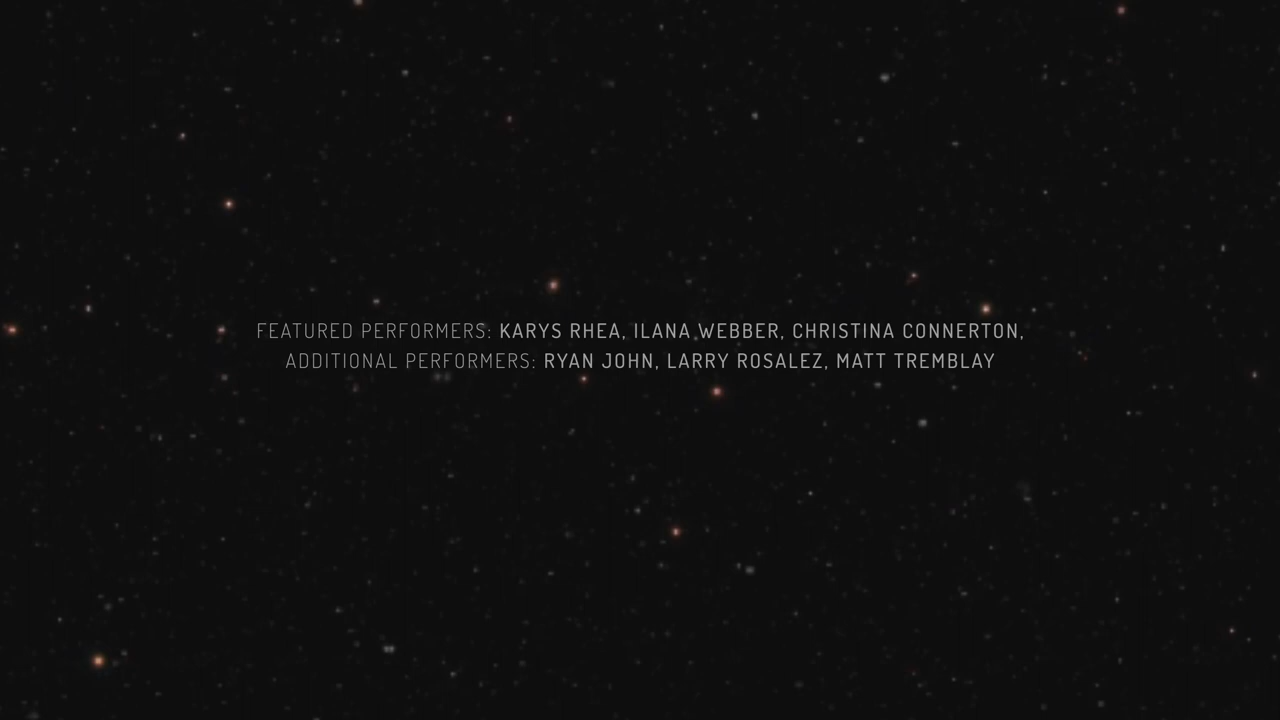 FEATURED PERFORMERS: KARYS RHEA, ILANA WEBBER, CHRISTINA CONNERTON,
ADDITIONAL PERFORMERS: RYAN JOHN, LARRY ROSALEZ, MATT TREMBLAY